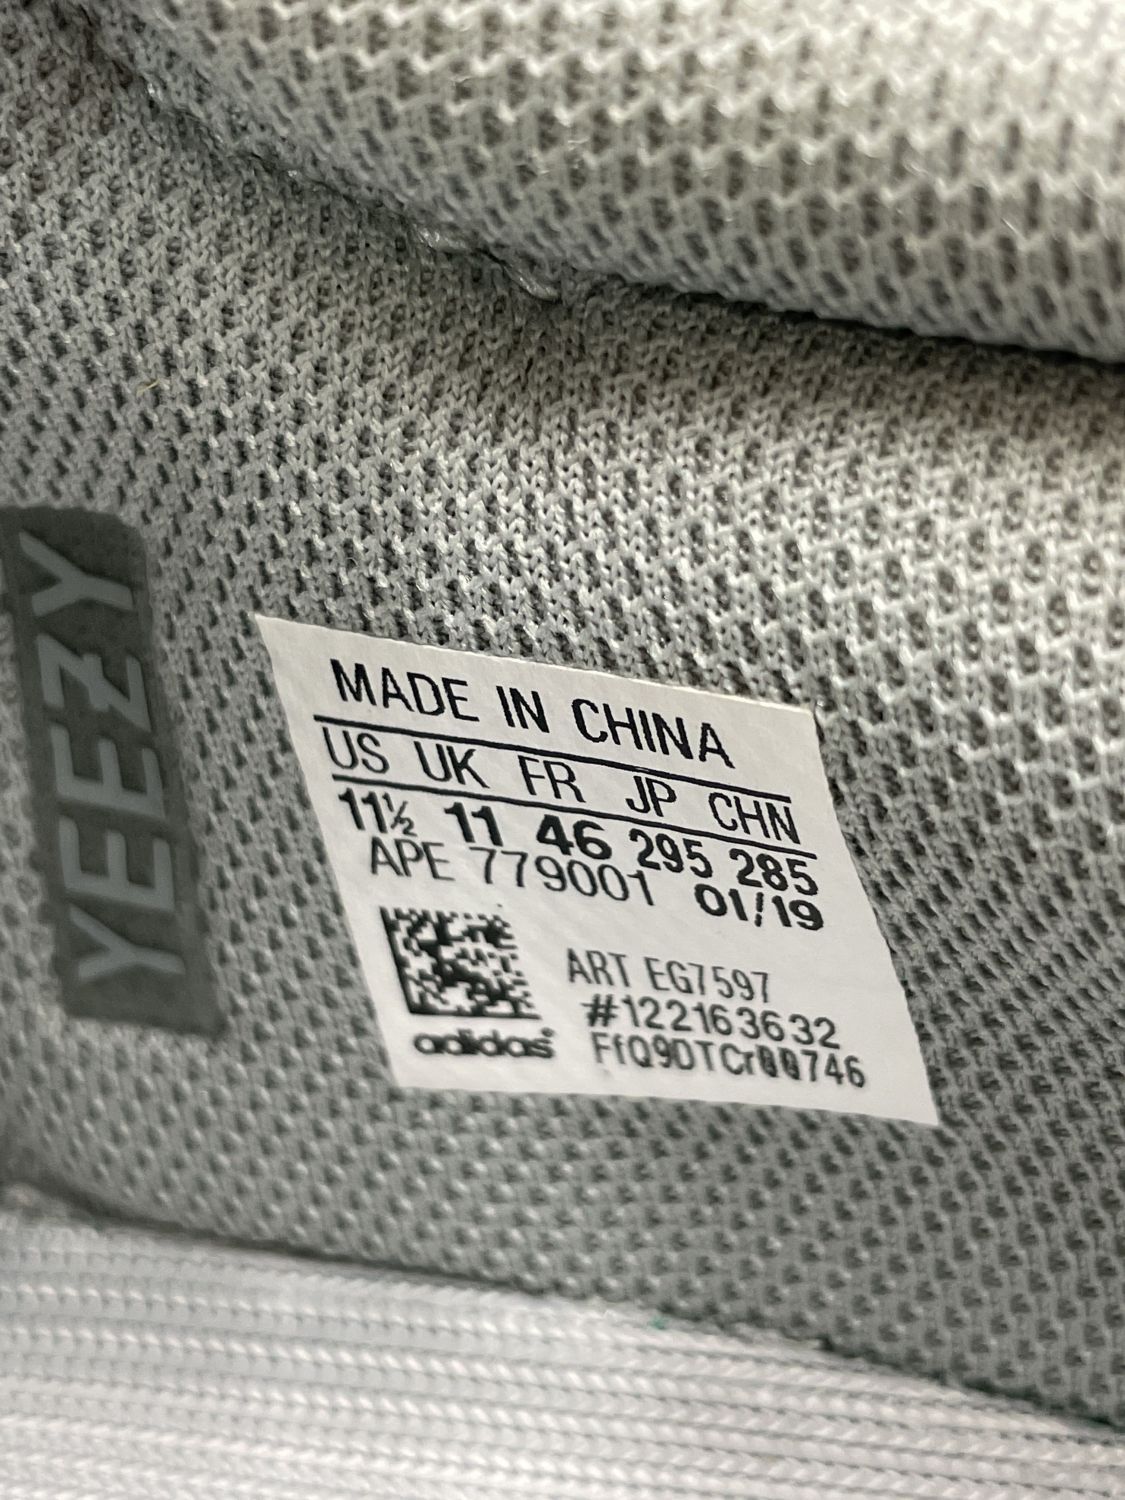 YEEZY
MADE IN CHINA
US UK FR JP CHN
11½ 11 46 295 285
APE 779001 01/19
ART EG7597
#122163632
adidas